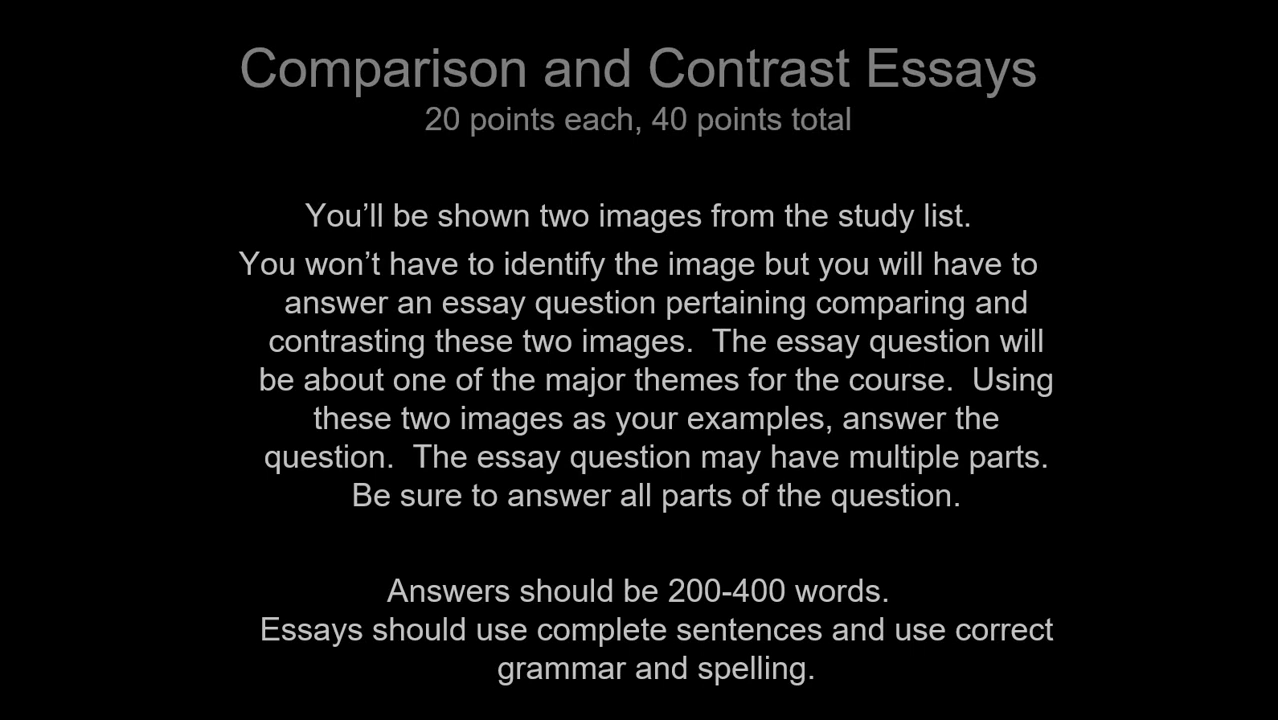 Comparison and Contrast Essays
20 points each, 40 points total
You’ll be shown two images from the study list.
You won’t have to identify the image but you will have to
answer an essay question pertaining comparing and
contrasting these two images.  The essay question will
be about one of the major themes for the course.  Using
these two images as your examples, answer the
question.  The essay question may have multiple parts.
Be sure to answer all parts of the question.
Answers should be 200-400 words.
Essays should use complete sentences and use correct
grammar and spelling.